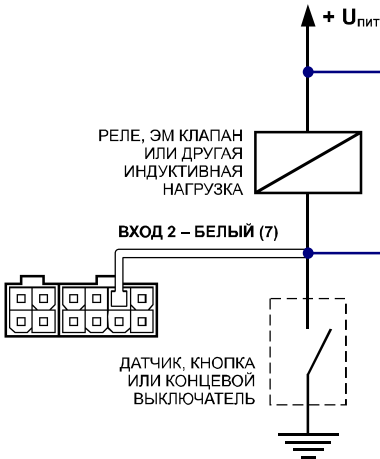 + Uпит
РЕЛЕ, ЭМ КЛАПАН
ИЛИ ДРУГАЯ
ИНДУКТИВНАЯ
НАГРУЗКА
ВХОД 2 – БЕЛЫЙ (7)
ДАТЧИК, КНОПКА
ИЛИ КОНЦЕВОЙ
ВЫКЛЮЧАТЕЛЬ